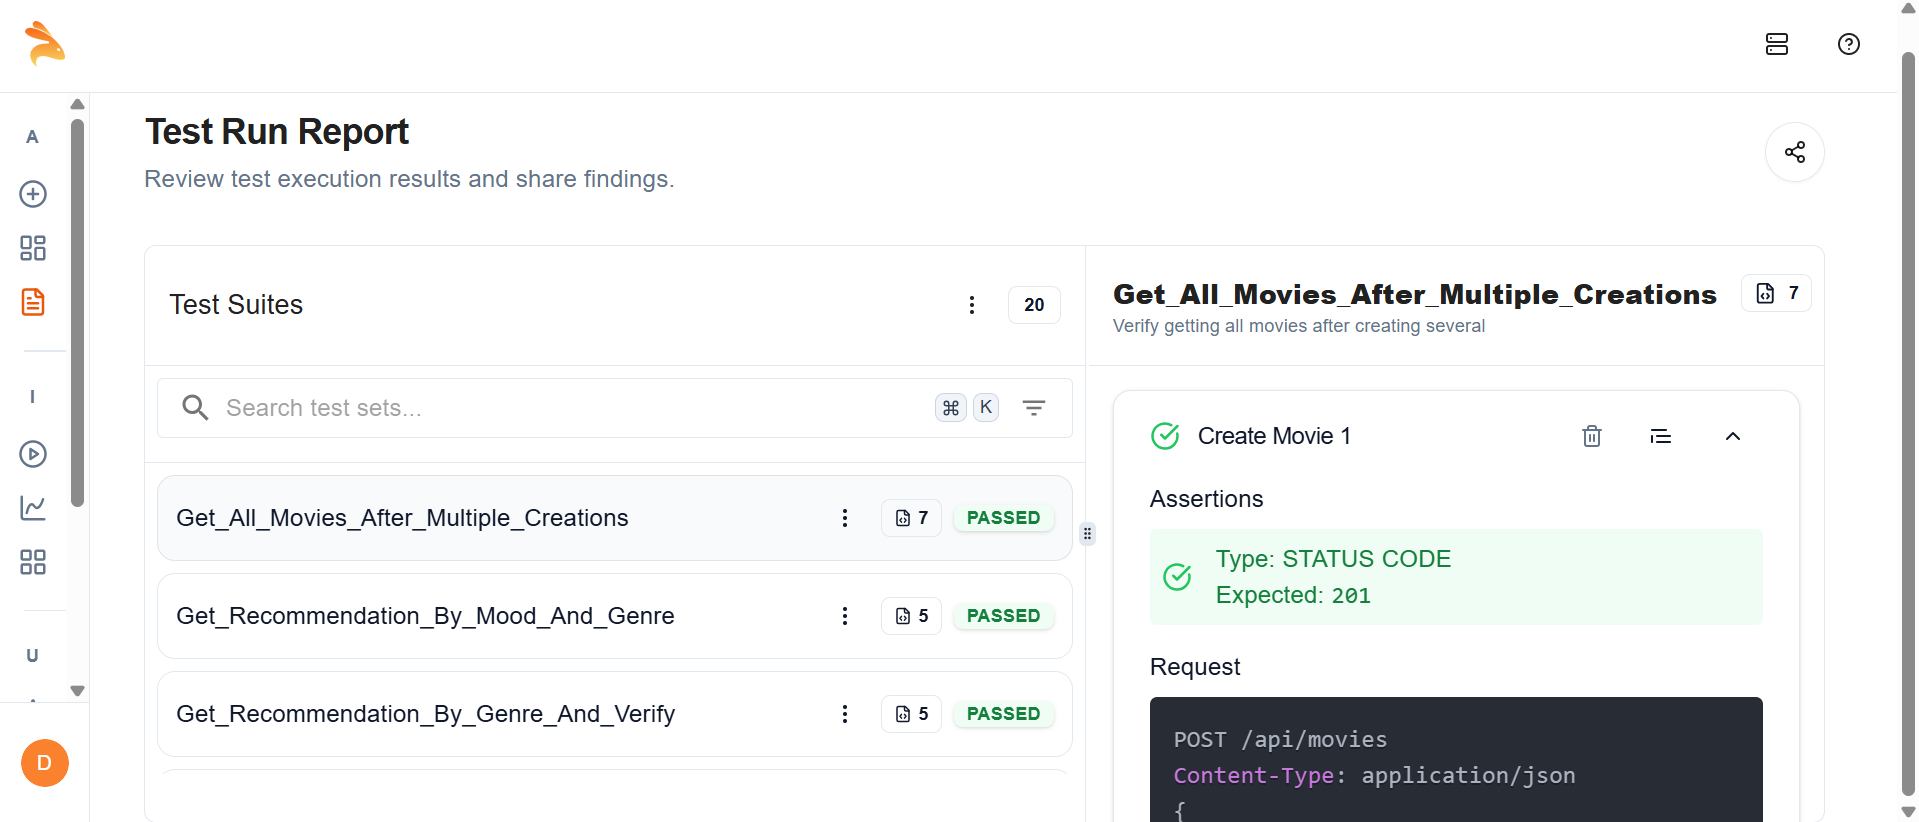 A
I
U
D
Test Run Report
Review test execution results and share findings.
Test Suites
20
Search test sets...
⌘ K
Get_All_Movies_After_Multiple_Creations
7
PASSED
Get_Recommendation_By_Mood_And_Genre
5
PASSED
Get_Recommendation_By_Genre_And_Verify
5
PASSED
Get_All_Movies_After_Multiple_Creations
7
Verify getting all movies after creating several
Create Movie 1
Assertions
Type: STATUS CODE
Expected: 201
Request
POST /api/movies
Content-Type: application/json
{